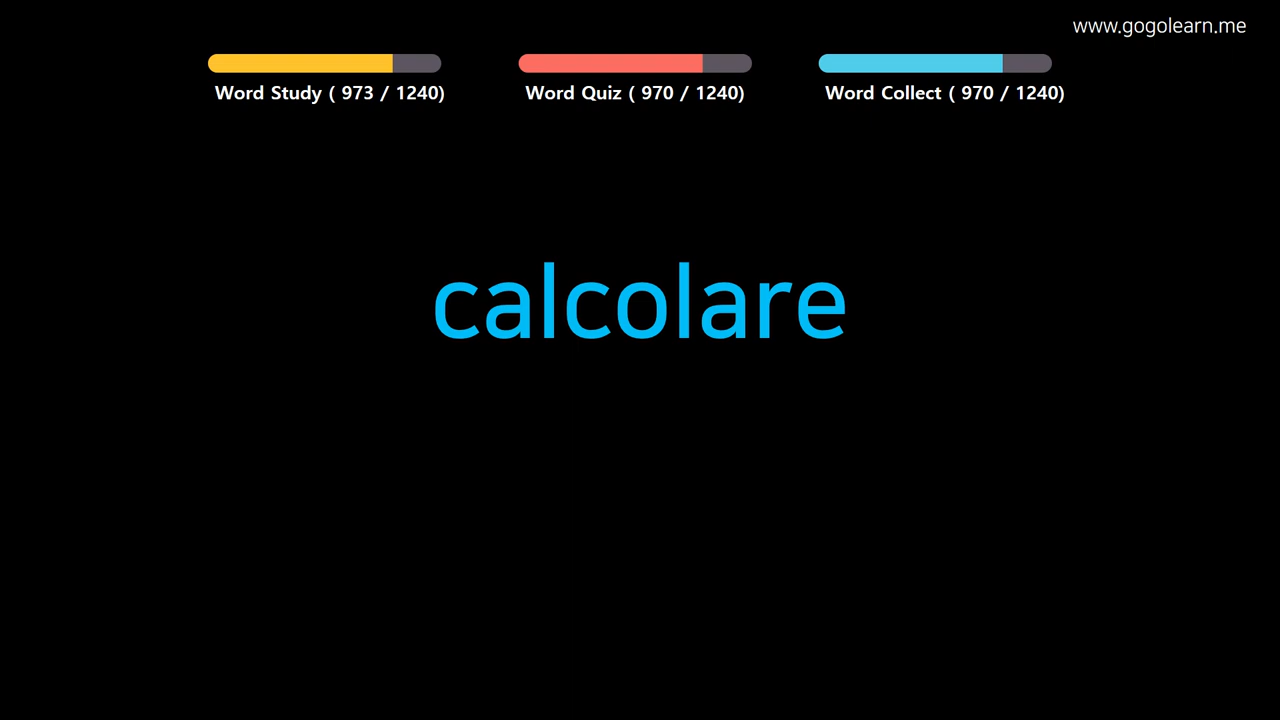 www.gogolearn.me
Word Study ( 973 / 1240)
Word Quiz ( 970 / 1240)
Word Collect ( 970 / 1240)
calcolare